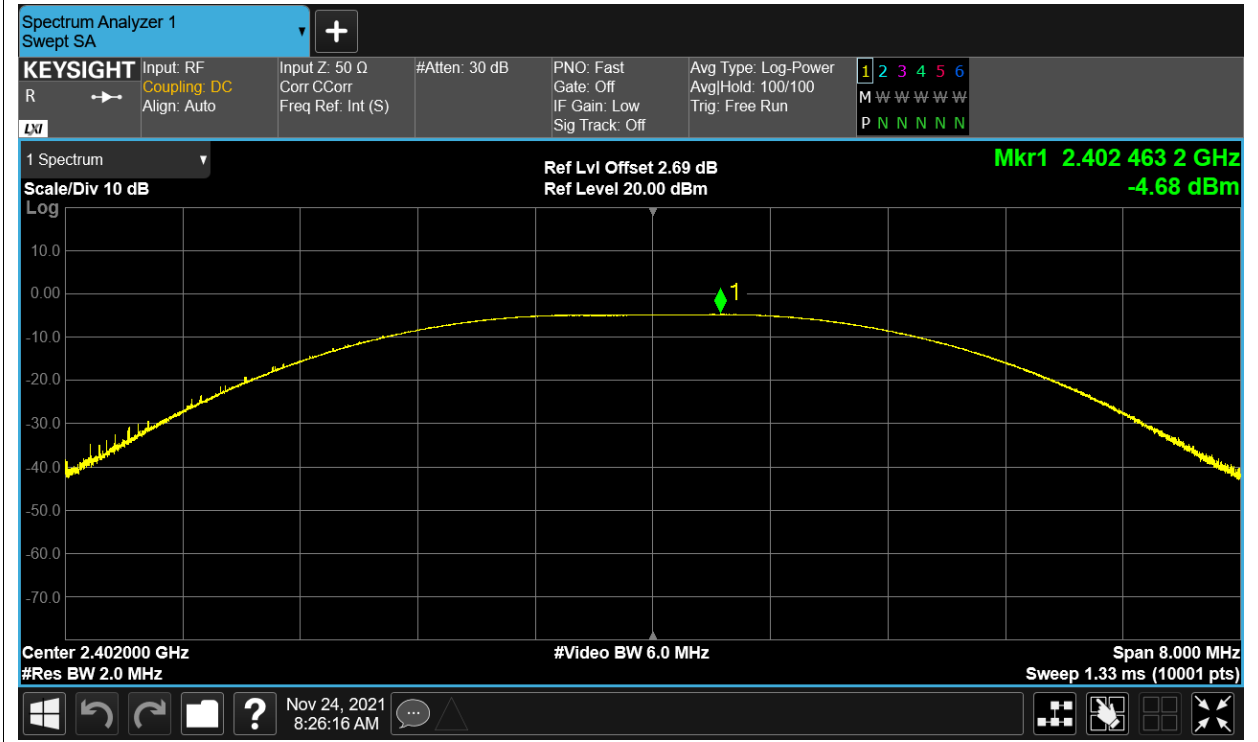 Spectrum Analyzer 1
Swept SA
KEYSIGHT
R
LXI
Input: RF
Coupling: DC
Align: Auto
Input Z: 50 Ω
Corr CCorr
Freq Ref: Int (S)
#Atten: 30 dB
PNO: Fast
Gate: Off
IF Gain: Low
Sig Track: Off
Avg Type: Log-Power
Avg|Hold: 100/100
Trig: Free Run
1 2 3 4 5 6
M W W W W W
P N N N N N
1 Spectrum
Scale/Div 10 dB
Log
Ref Lvl Offset 2.69 dB
Ref Level 20.00 dBm
Mkr1 2.402 463 2 GHz
-4.68 dBm
10.0
0.00
-10.0
-20.0
-30.0
-40.0
-50.0
-60.0
-70.0
1
Center 2.402000 GHz
#Res BW 2.0 MHz
#Video BW 6.0 MHz
Span 8.000 MHz
Sweep 1.33 ms (10001 pts)
?
Nov 24, 2021
8:26:16 AM